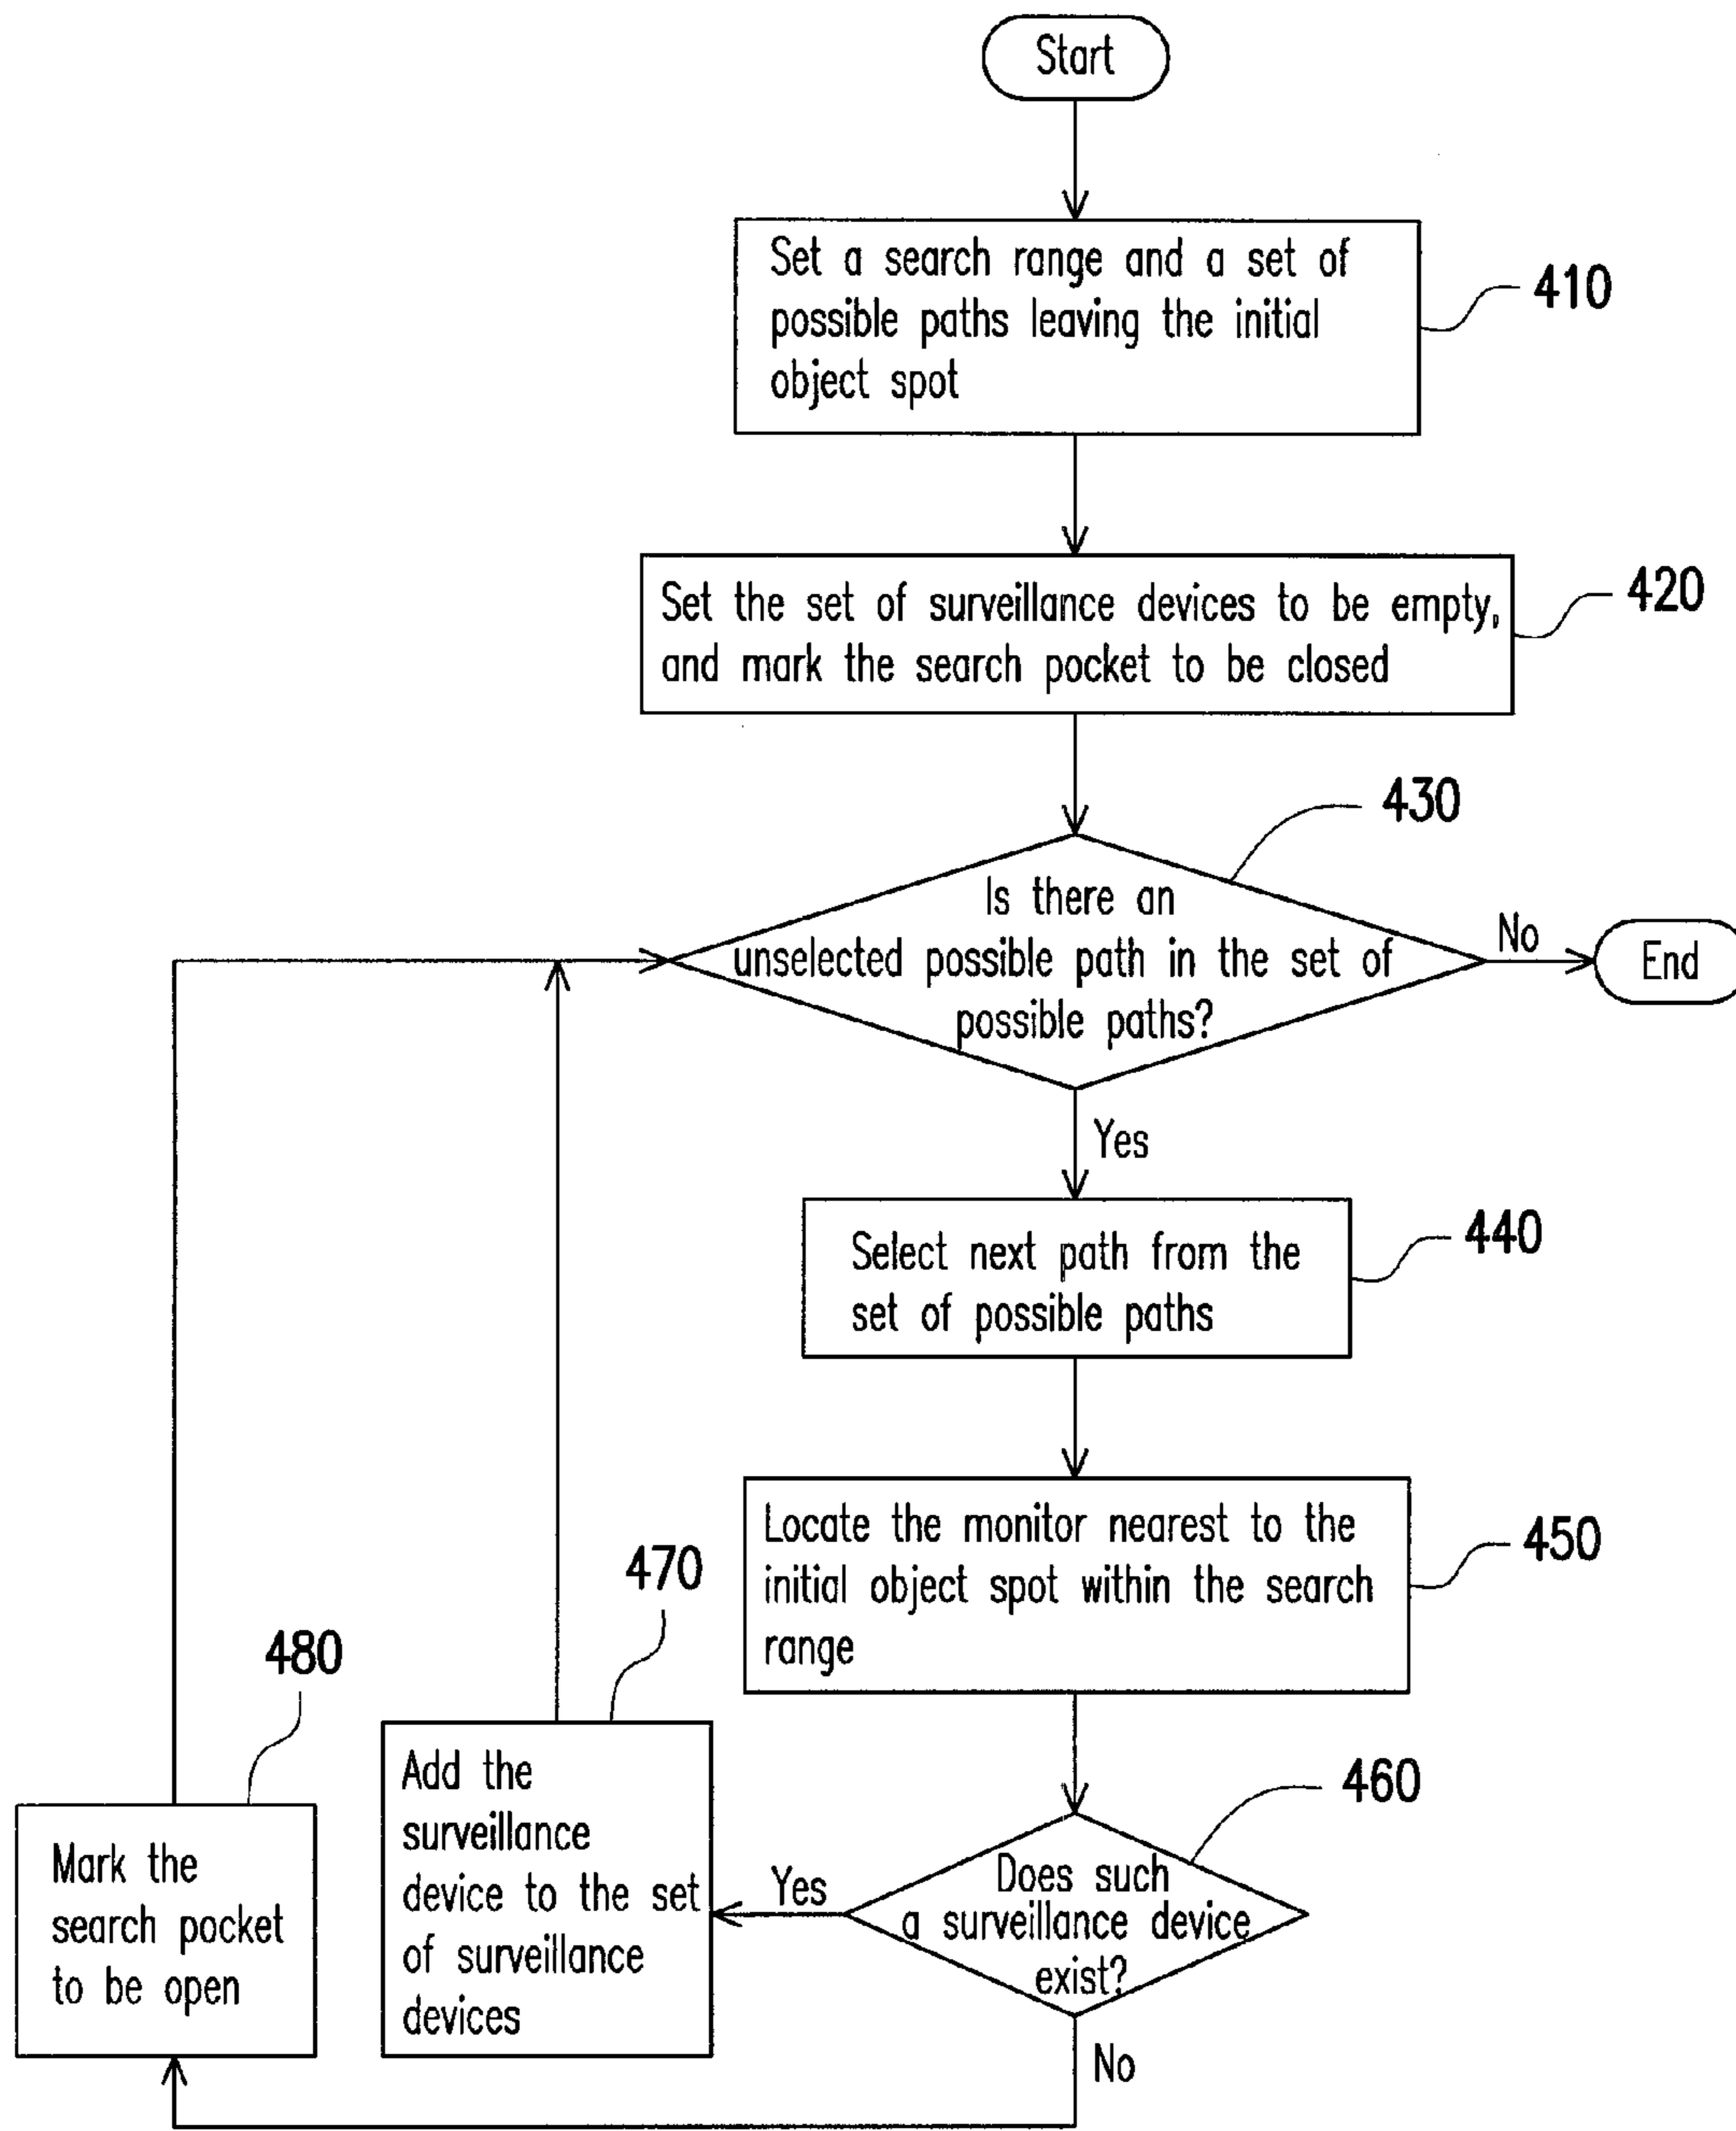 Start
Set a search range and a set of
possible paths leaving the initial
object spot
410
Set the set of surveillance devices to be empty,
and mark the search pocket to be closed
420
430
Is there an
unselected possible path in the set of
possible paths?
No
End
Yes
Select next path from the
set of possible paths
440
Locate the monitor nearest to the
initial object spot within the search
range
450
460
Does such
a surveillance device
exist?
Yes
No
470
Add the
surveillance
device to the set
of surveillance
devices
480
Mark the
search pocket
to be open